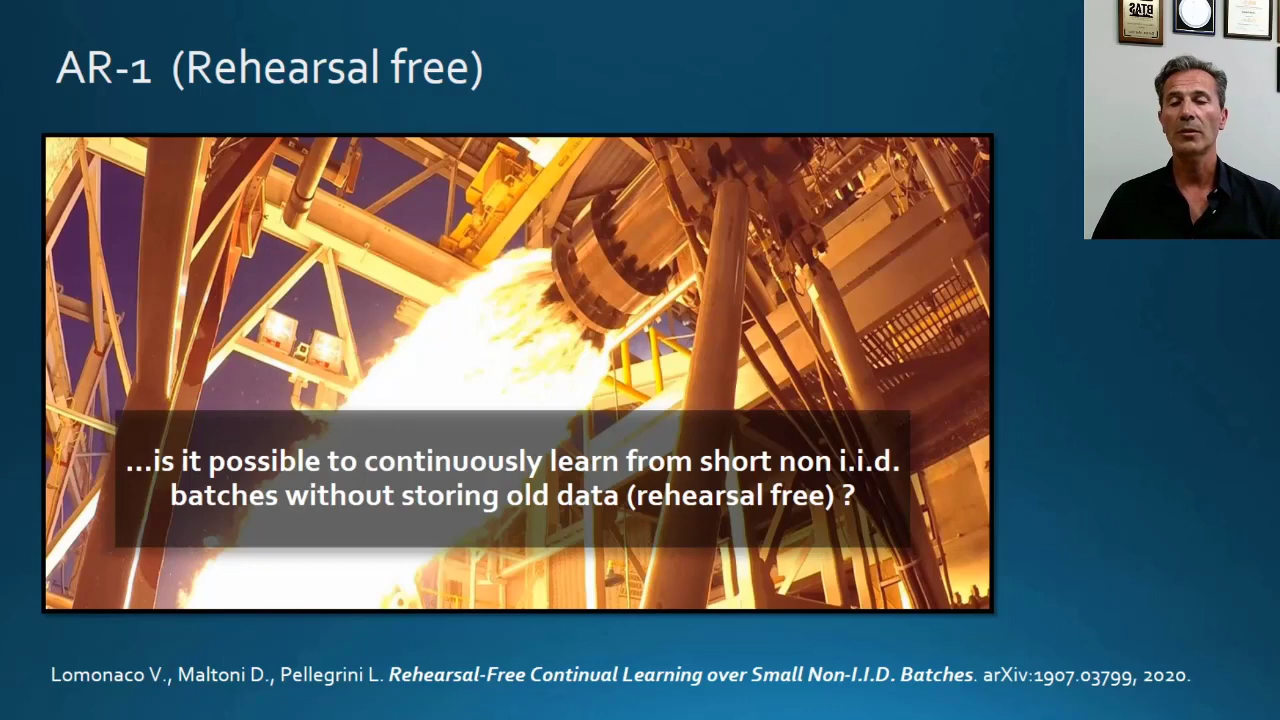 AR-1 (Rehearsal free)
BTAS
...is it possible to continuously learn from short non i.i.d.
batches without storing old data (rehearsal free) ?
Lomonaco V., Maltoni D., Pellegrini L. Rehearsal-Free Continual Learning over Small Non-I.I.D. Batches. arXiv:1907.03799, 2020.